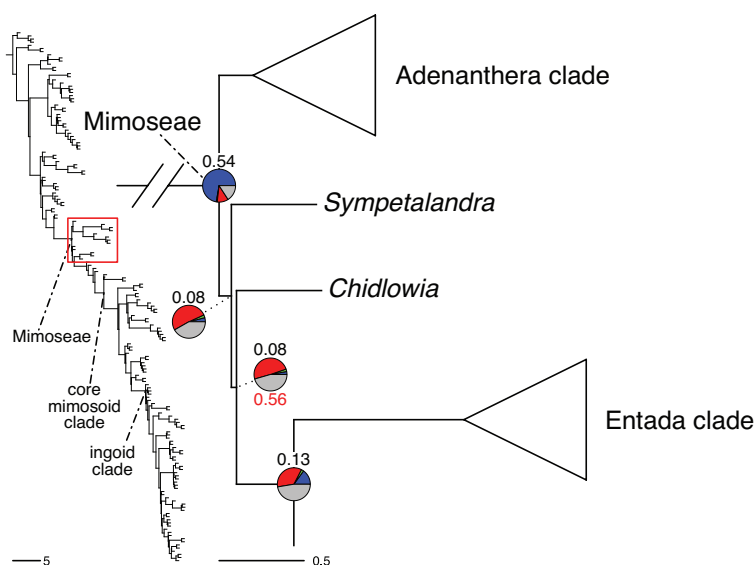 Adenanthera clade
Mimoseae
0.54
Sympetalandra
Chidlowia
0.08
0.08
0.56
Mimoseae
core
mimosoid
clade
ingoid
clade
Entada clade
0.13
5
0.5